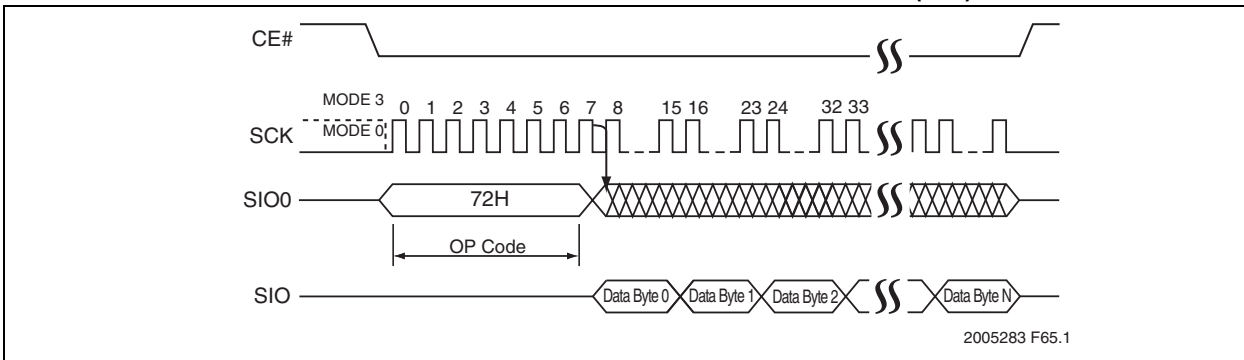 CE#
MODE 3
0 1 2 3 4 5 6 7 8 15 16 23 24 32 33
SCK
MODE 0
SIO0
72H
OP Code
SIO
Data Byte 0 Data Byte 1 Data Byte 2 Data Byte N
2005283 F65.1